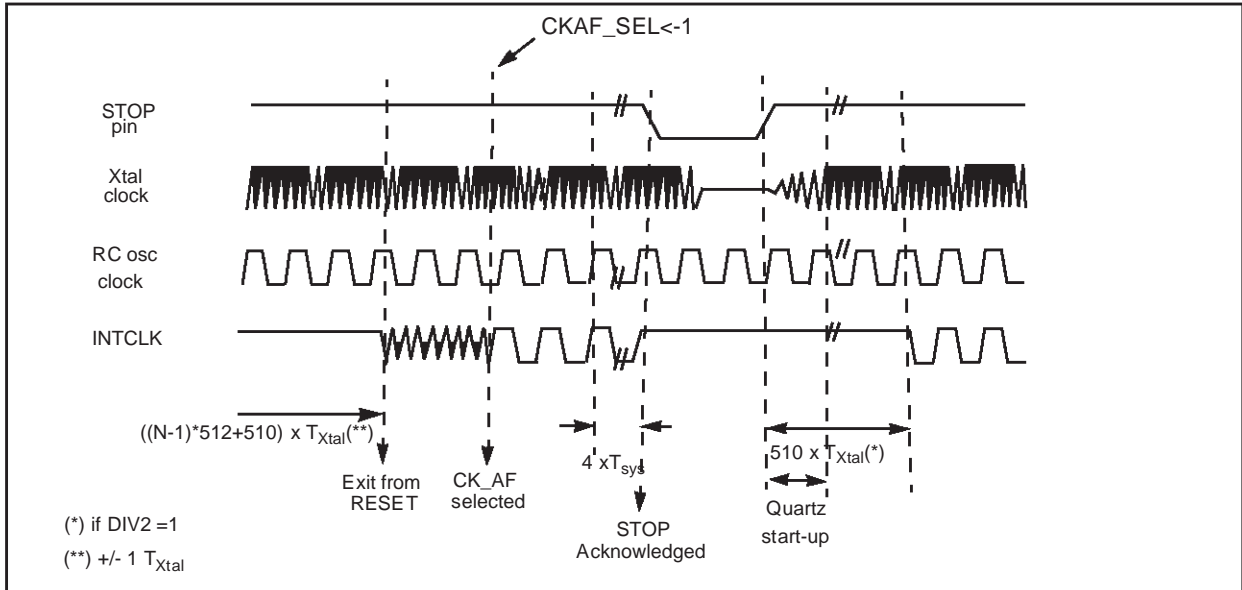 CKAF_SEL<-1
STOP
pin
Xtal
clock
RC osc
clock
INTCLK
((N-1)*512+510) x TXtal(**)
4 xTsys
510 x TXtal(*)
Exit from
RESET
CK_AF
selected
Quartz
start-up
STOP
Acknowledged
(*) if DIV2 =1
(**) +/- 1 TXtal